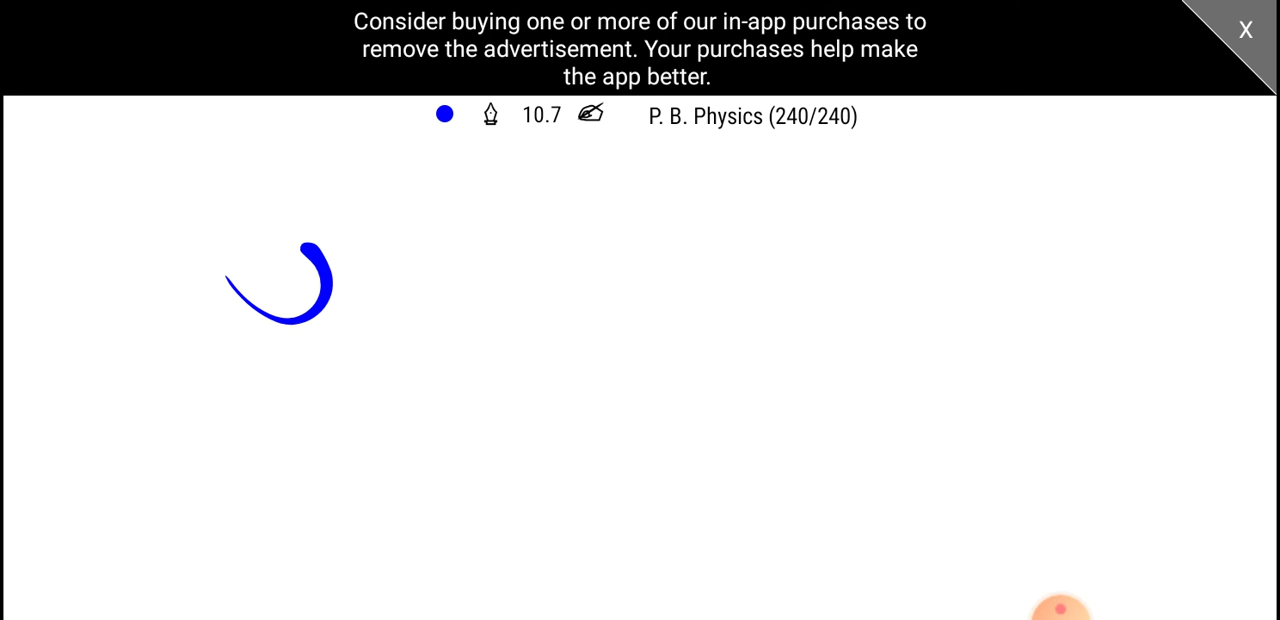 Consider buying one or more of our in-app purchases to
remove the advertisement. Your purchases help make
the app better.
X
10.7 P. B. Physics (240/240)